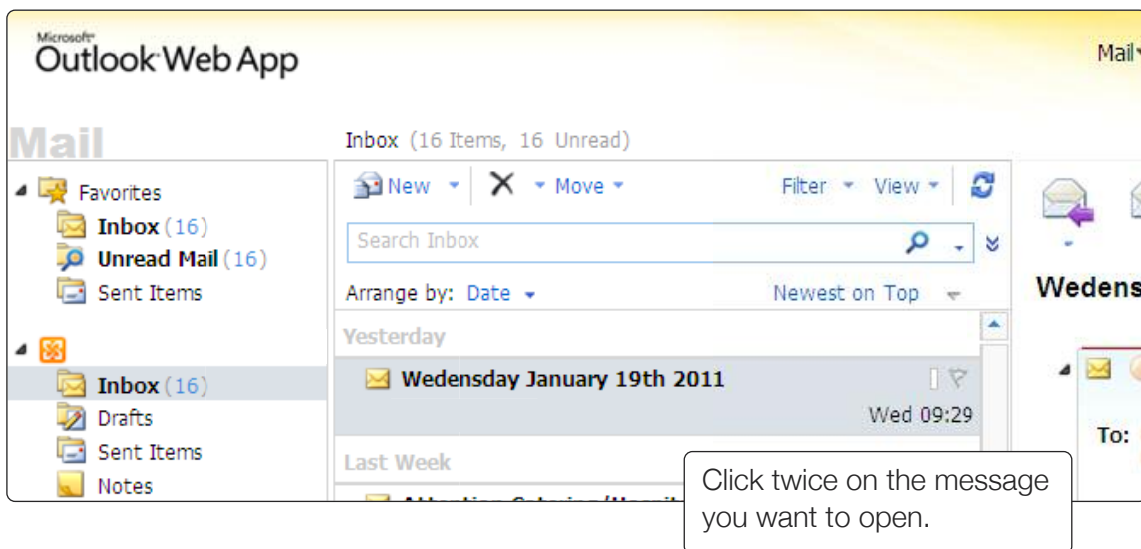 Microsoft
Outlook Web App
Mail
Mail
Inbox (16 Items, 16 Unread)
Favorites
Inbox (16)
Unread Mail (16)
Sent Items
Inbox (16)
Drafts
Sent Items
Notes
New Move Filter View
Search Inbox
Arrange by: Date Newest on Top
Yesterday
Wedensday January 19th 2011
Wed 09:29
Last Week
Wedens
To:
Click twice on the message
you want to open.